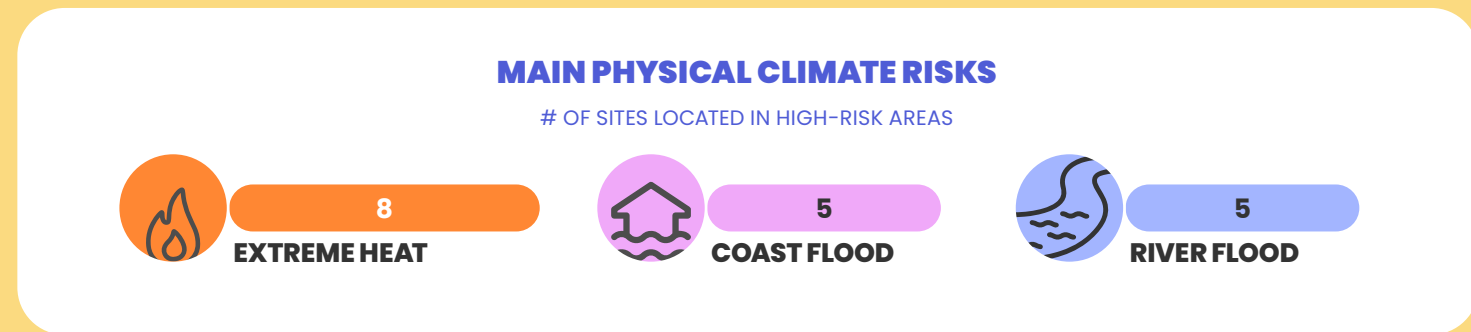 MAIN PHYSICAL CLIMATE RISKS
# OF SITES LOCATED IN HIGH-RISK AREAS
8
EXTREME HEAT
5
COAST FLOOD
5
RIVER FLOOD